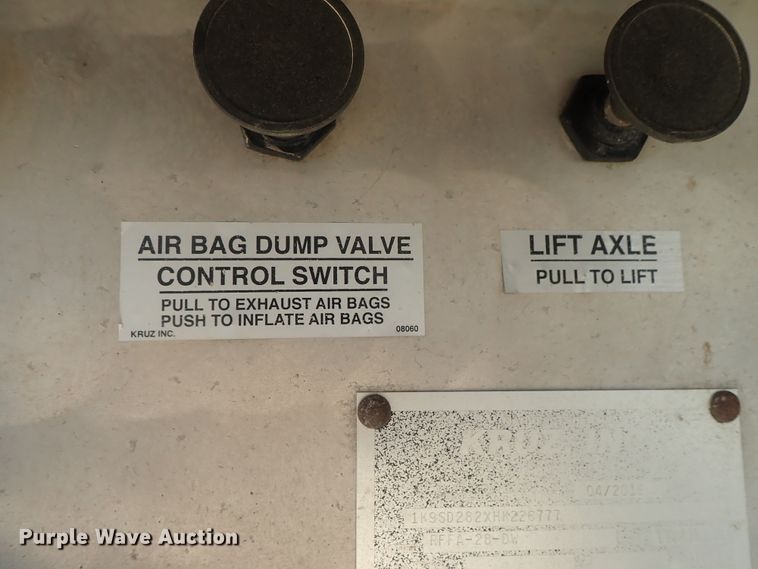 AIR BAG DUMP VALVE
CONTROL SWITCH
PULL TO EXHAUST AIR BAGS
PUSH TO INFLATE AIR BAGS
KRUZ INC. 08060
LIFT AXLE
PULL TO LIFT
KRUZ
Purple Wave Auction